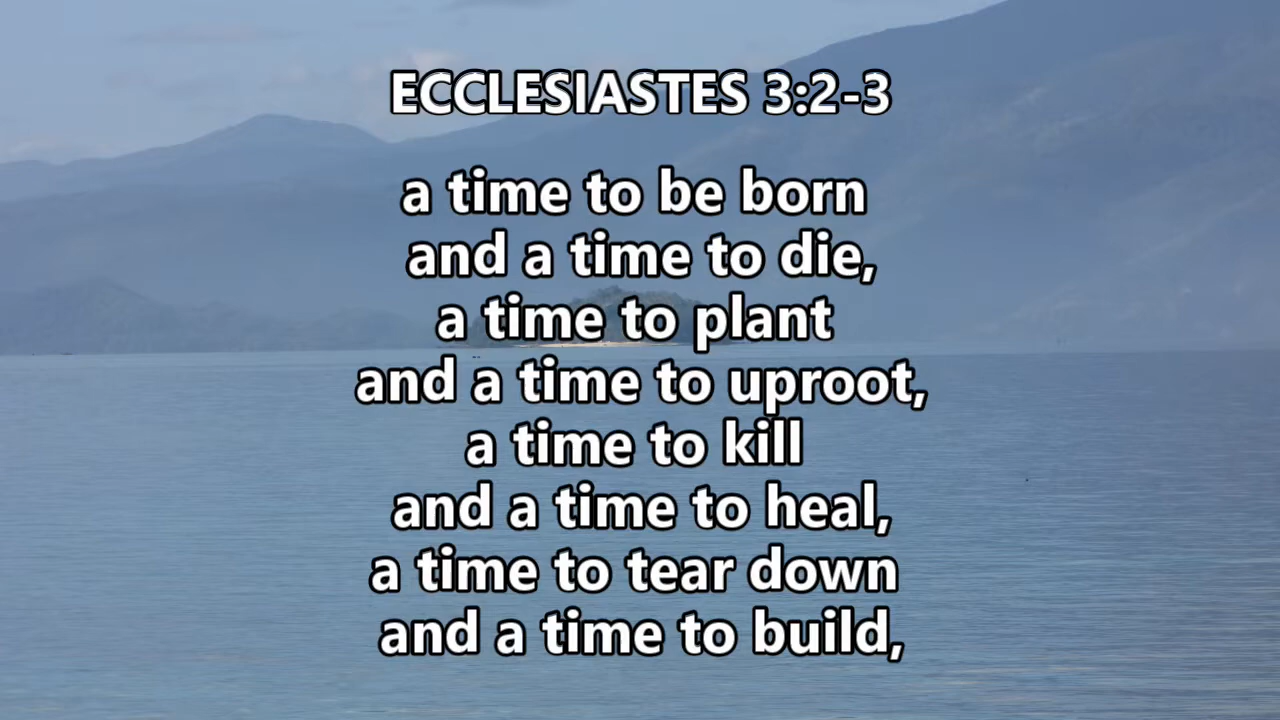 ECCLESIASTES 3:2-3
a time to be born
and a time to die,
a time to plant
and a time to uproot,
a time to kill
and a time to heal,
a time to tear down
and a time to build,